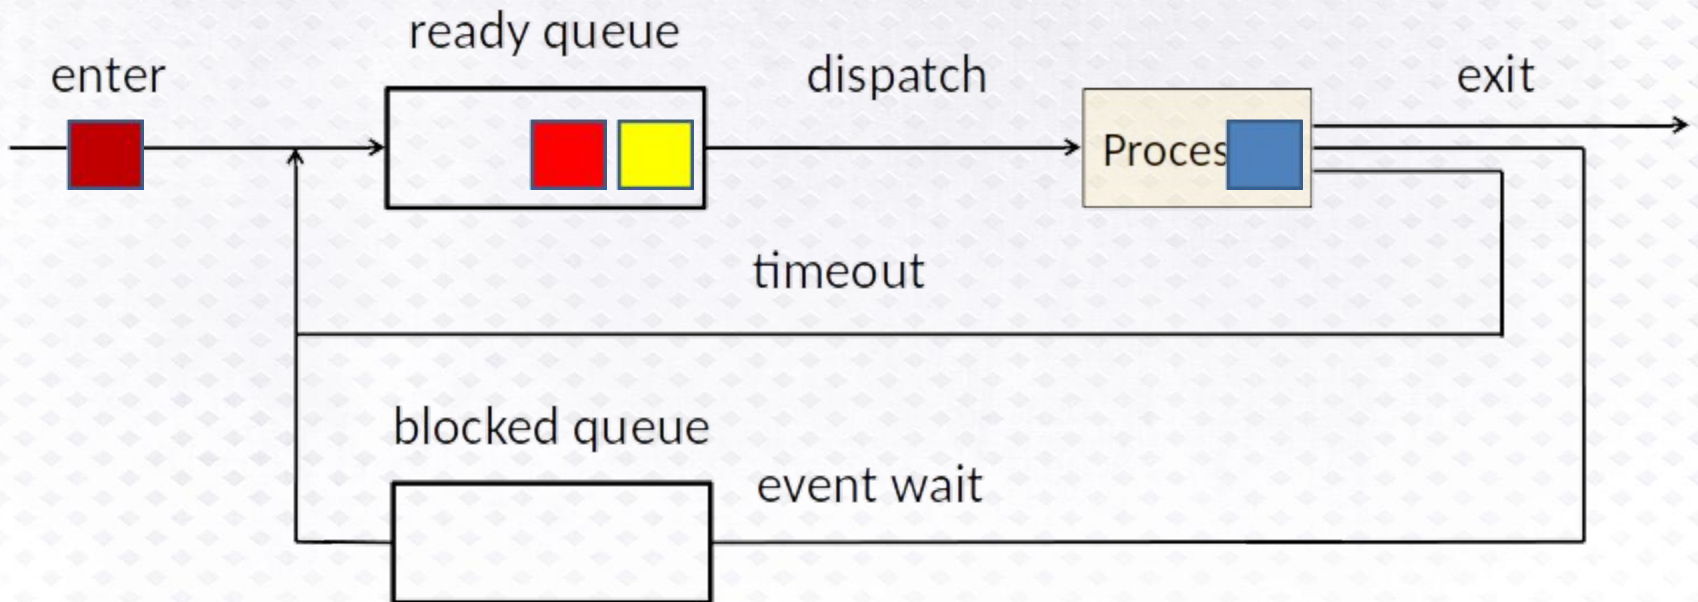 ready queue
enter
dispatch
exit
Proces
timeout
blocked queue
event wait